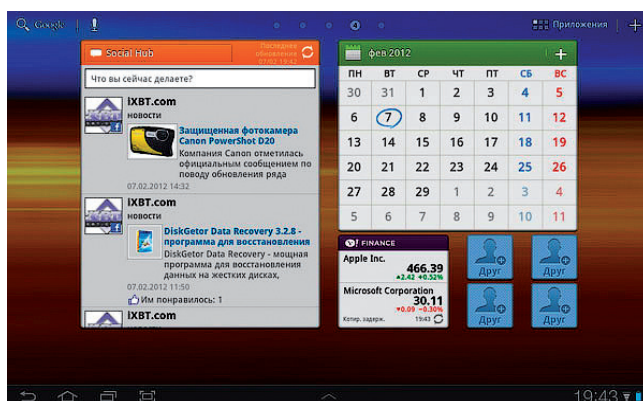 Google
Приложения
Social Hub
Последнее
обновление
07/02 19:42
Что вы сейчас делаете?
iXBT.com
новости
Защищенная фотокамера
Canon PowerShot D20
Компания Canon отметилась
официальным сообщением по
поводу обновления ряда
07.02.2012 14:32
iXBT.com
новости
DiskGetor Data Recovery 3.2.8 -
программа для восстановления
DiskGetor Data Recovery - мощная
программа для восстановления
данных на жестких дисках,
07.02.2012 11:50
Им понравилось: 1
iXBT.com
фев 2012
ПН ВТ СР ЧТ ПТ СБ ВС
30 31 1 2 3 4 5
6 7 8 9 10 11 12
13 14 15 16 17 18 19
20 21 22 23 24 25 26
27 28 29 1 2 3 4
5 6 7 8 9 10 11
Y! FINANCE
Apple Inc.
466.39
+2.42 +0.52%
Microsoft Corporation
30.11
-0.09 -0.30%
Котир. задерж. 19:43
Друг Друг
Друг Друг
19:43